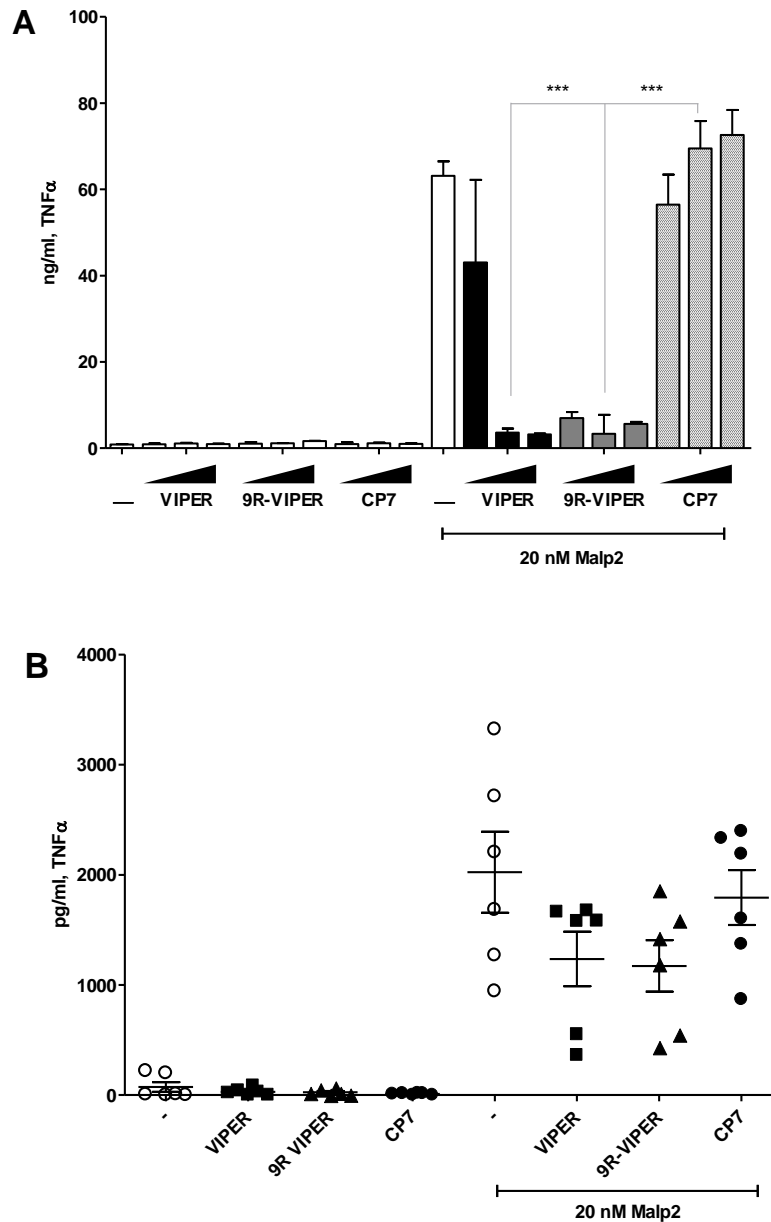 A
100
80
60
40
20
0
ng/ml, TNFα
*** ***
— VIPER 9R-VIPER CP7 — VIPER 9R-VIPER CP7
20 nM Malp2
B
4000
3000
2000
1000
0
pg/ml, TNFα
- VIPER 9R VIPER CP7 - VIPER 9R-VIPER CP7
20 nM Malp2